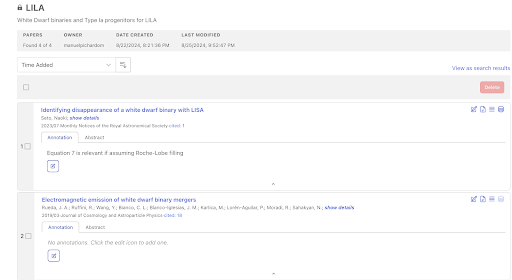 LILA
White Dwarf binaries and Type Ia progenitors for LILA
PAPERS OWNER DATE CREATED LAST MODIFIED
Found 4 of 4 manuelpichardom 8/22/2024, 8:21:36 PM 8/25/2024, 9:52:47 PM
Time Added
View as search results
Delete
Identifying disappearance of a white dwarf binary with LISA
Seto, Naoki; show details
2023/07 Monthly Notices of the Royal Astronomical Society cited: 1
Annotation Abstract
Equation 7 is relevant if assuming Roche-Lobe filling
1
Electromagnetic emission of white dwarf binary mergers
Rueda, J. A.; Ruffini, R.; Wang, Y.; Bianco, C. L.; Blanco-Iglesias, J. M.; Karlica, M.; Lorén-Aguilar, P.; Moradi, R.; Sahakyan, N.; show details
2019/03 Journal of Cosmology and Astroparticle Physics cited: 18
Annotation Abstract
No annotations. Click the edit icon to add one.
2